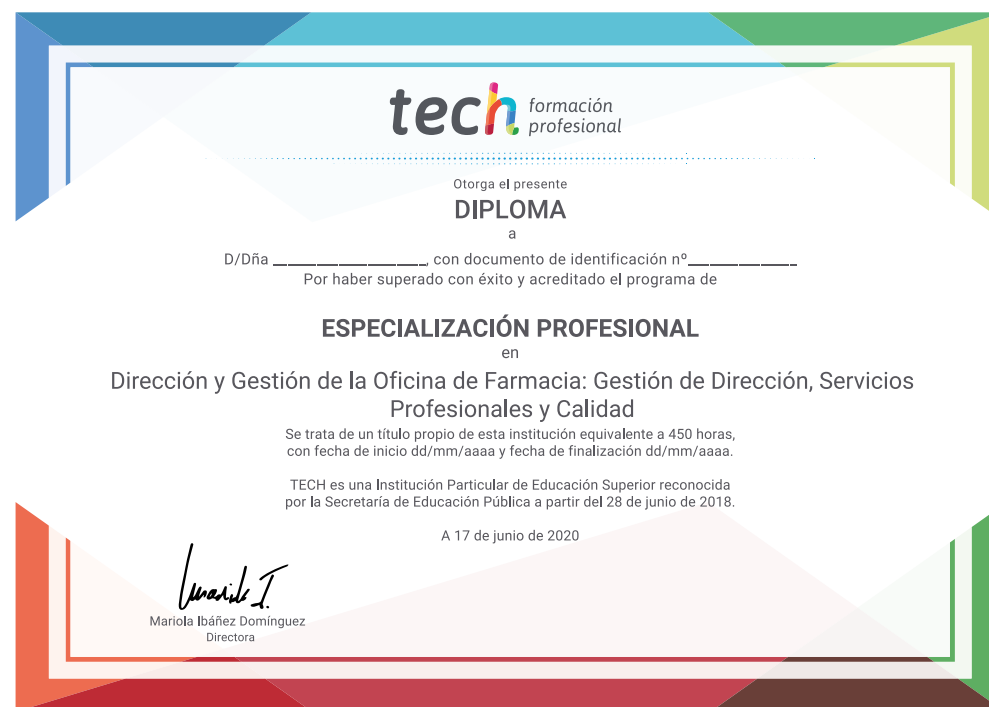 tech formación
profesional
Otorga el presente
DIPLOMA
a
D/Dña ____________________, con documento de identificación nº______________
Por haber superado con éxito y acreditado el programa de
ESPECIALIZACIÓN PROFESIONAL
en
Dirección y Gestión de la Oficina de Farmacia: Gestión de Dirección, Servicios
Profesionales y Calidad
Se trata de un título propio de esta institución equivalente a 450 horas,
con fecha de inicio dd/mm/aaaa y fecha de finalización dd/mm/aaaa.
TECH es una Institución Particular de Educación Superior reconocida
por la Secretaría de Educación Pública a partir del 28 de junio de 2018.
A 17 de junio de 2020
Mariola Ibáñez Domínguez
Directora